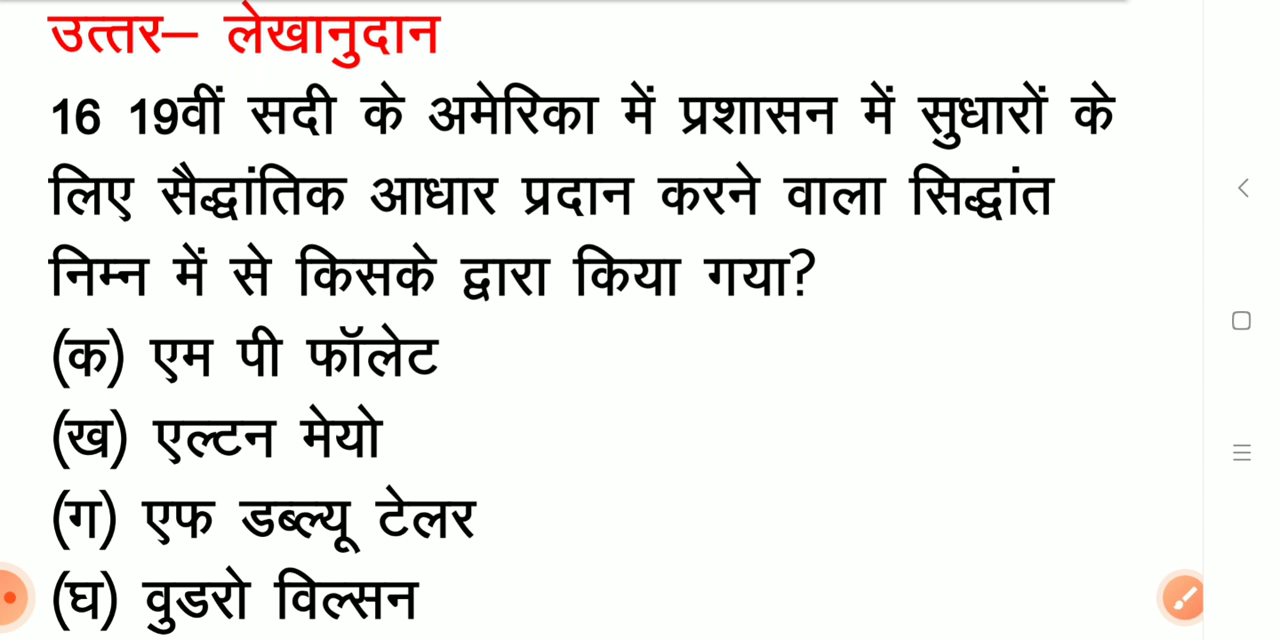 उत्तर– लेखानुदान
16 19वीं सदी के अमेरिका में प्रशासन में सुधारों के
लिए सैद्धांतिक आधार प्रदान करने वाला सिद्धांत
निम्न में से किसके द्वारा किया गया?
(क) एम पी फॉलेट
(ख) एल्टन मेयो
(ग) एफ डब्ल्यू टेलर
(घ) वुडरो विल्सन